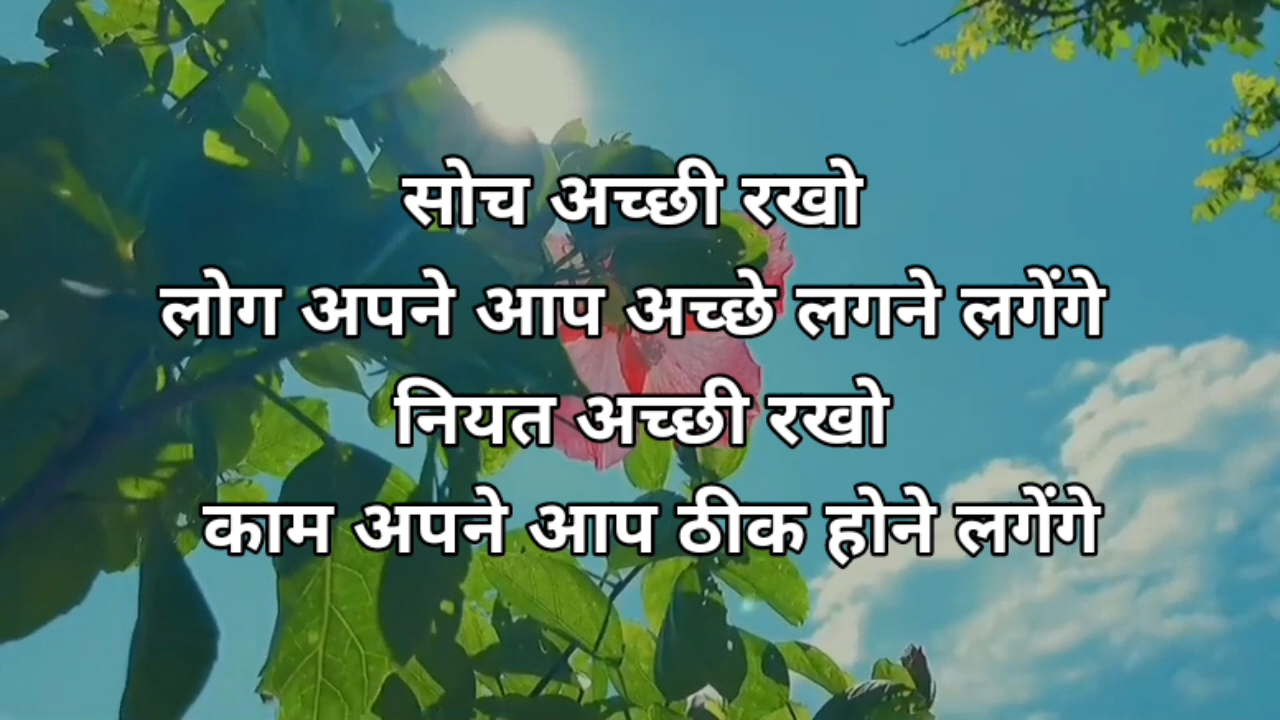 सोच अच्छी रखो
लोग अपने आप अच्छे लगने लगेंगे
नियत अच्छी रखो
काम अपने आप ठीक होने लगेंगे